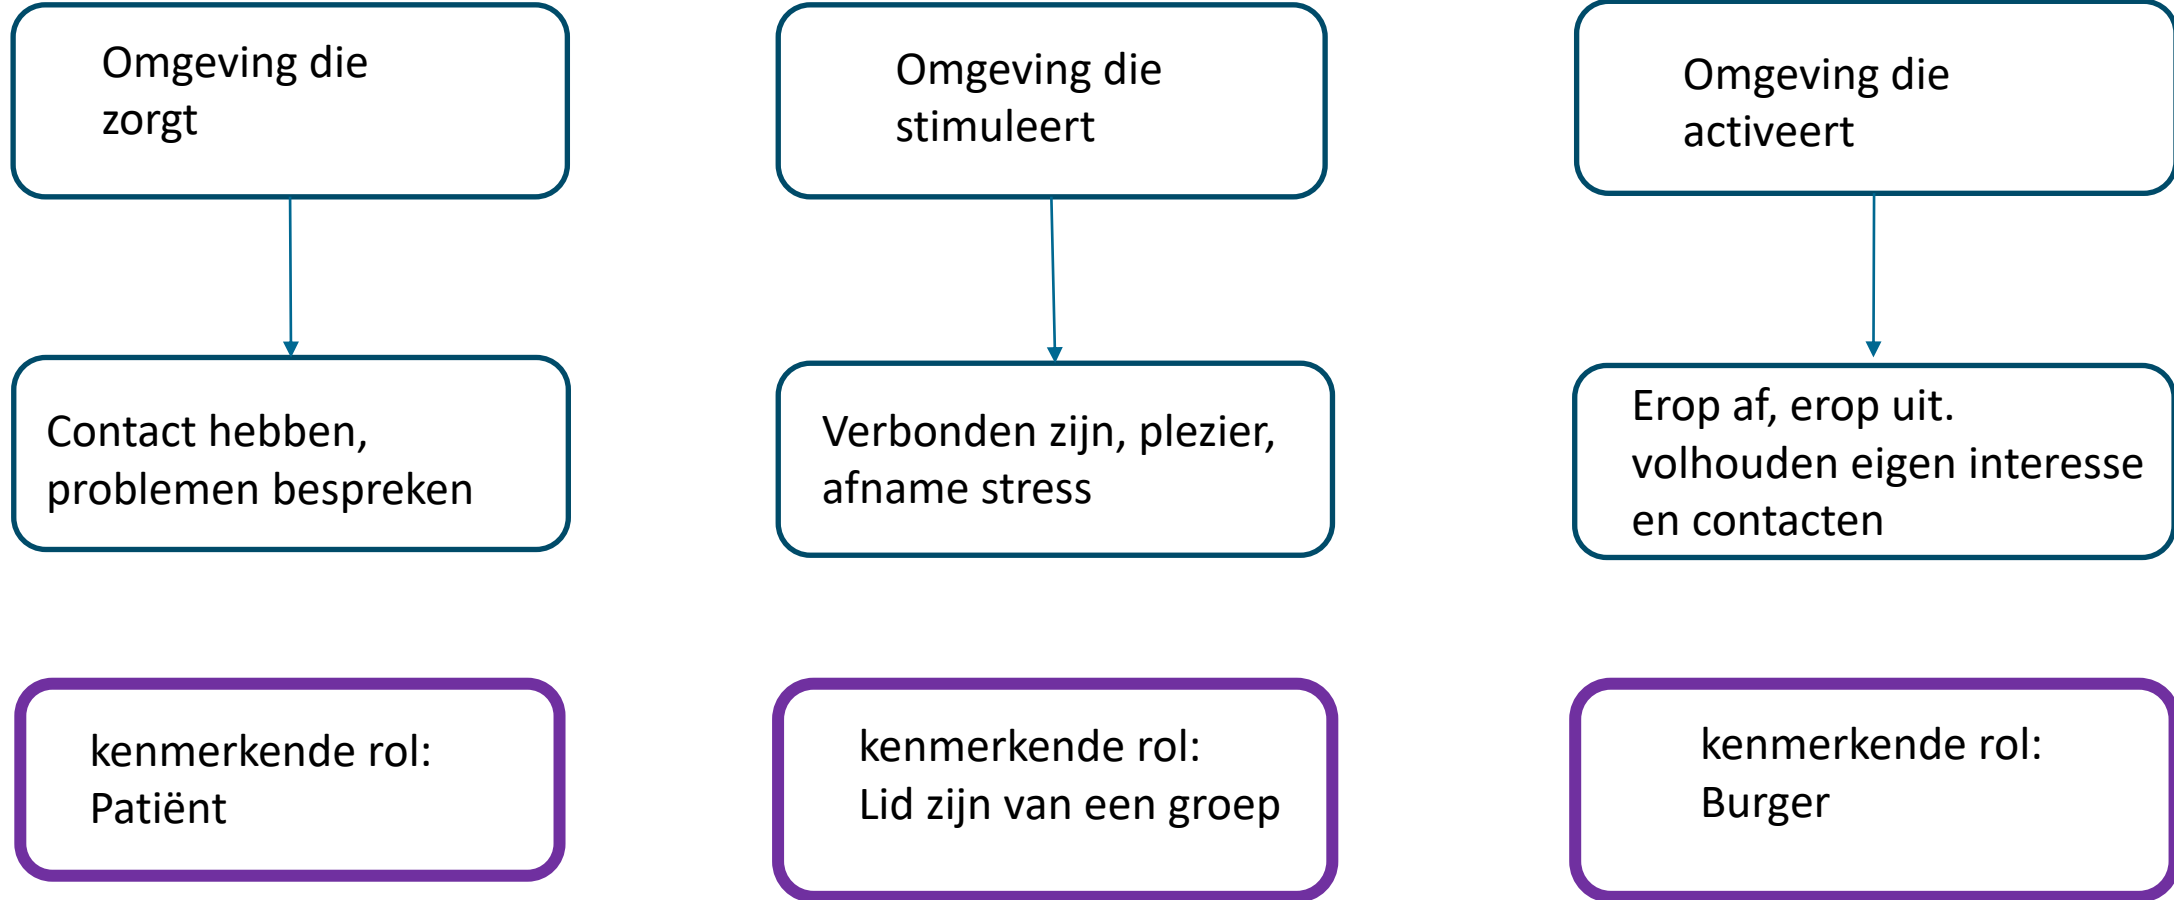 Omgeving die
zorgt
Omgeving die
stimuleert
Omgeving die
activeert
Contact hebben,
problemen bespreken
Verbonden zijn, plezier,
afname stress
Erop af, erop uit.
volhouden eigen interesse
en contacten
kenmerkende rol:
Patiënt
kenmerkende rol:
Lid zijn van een groep
kenmerkende rol:
Burger